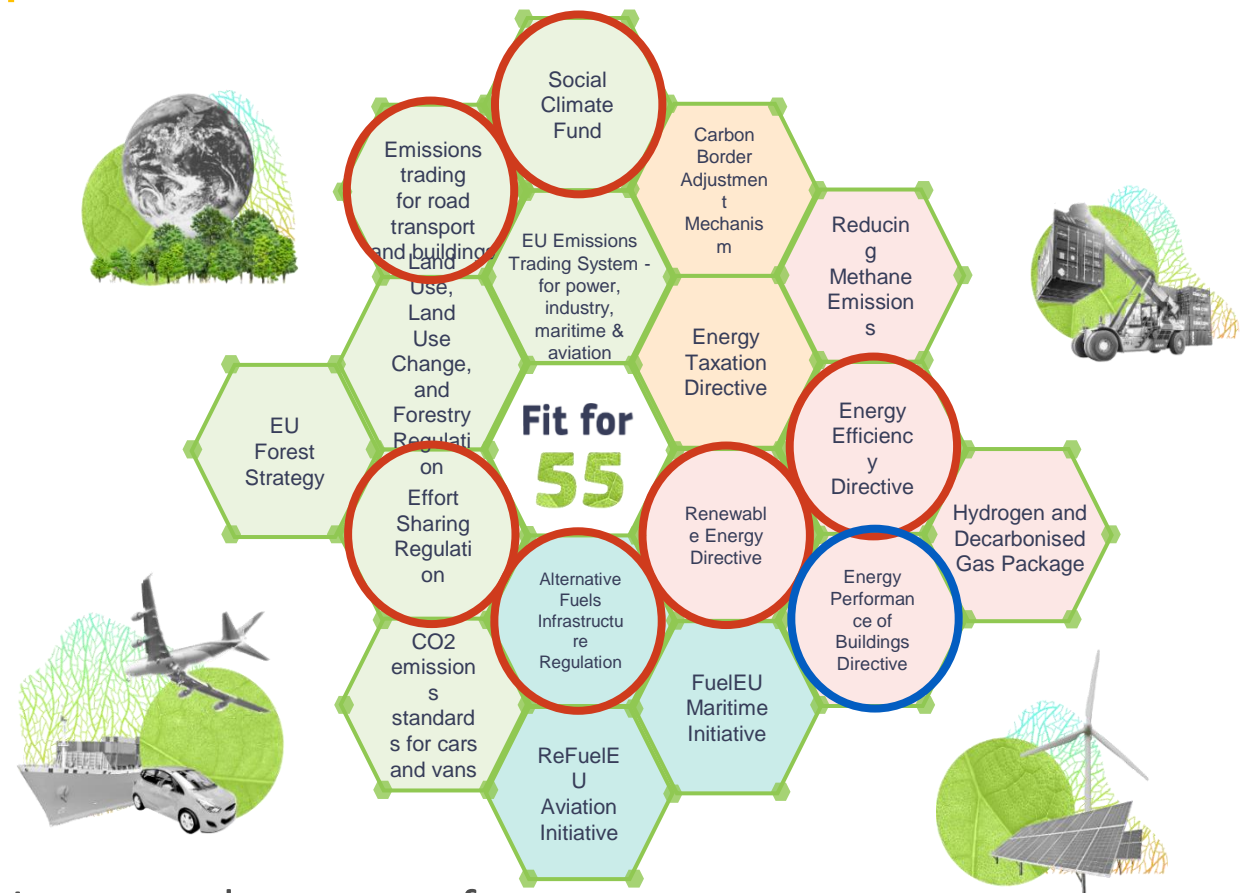 Social
Climate
Fund
Emissions
trading
for road
transport
and buildings
Carbon
Border
Adjustmen
t
Mechanis
m
EU Emissions
Trading System -
for power,
industry,
maritime &
aviation
Reducin
g
Methane
Emission
s
Land
Use,
Land
Use
Change,
and
Forestry
Regulati
on
Energy
Taxation
Directive
EU
Forest
Strategy
Fit for
55
Energy
Efficienc
y
Directive
Effort
Sharing
Regulati
on
Renewabl
e Energy
Directive
Hydrogen and
Decarbonised
Gas Package
Alternative
Fuels
Infrastructu
re
Regulation
Energy
Performan
ce of
Buildings
Directive
CO2
emission
s
standard
s for cars
and vans
FuelEU
Maritime
Initiative
ReFuelE
U
Aviation
Initiative